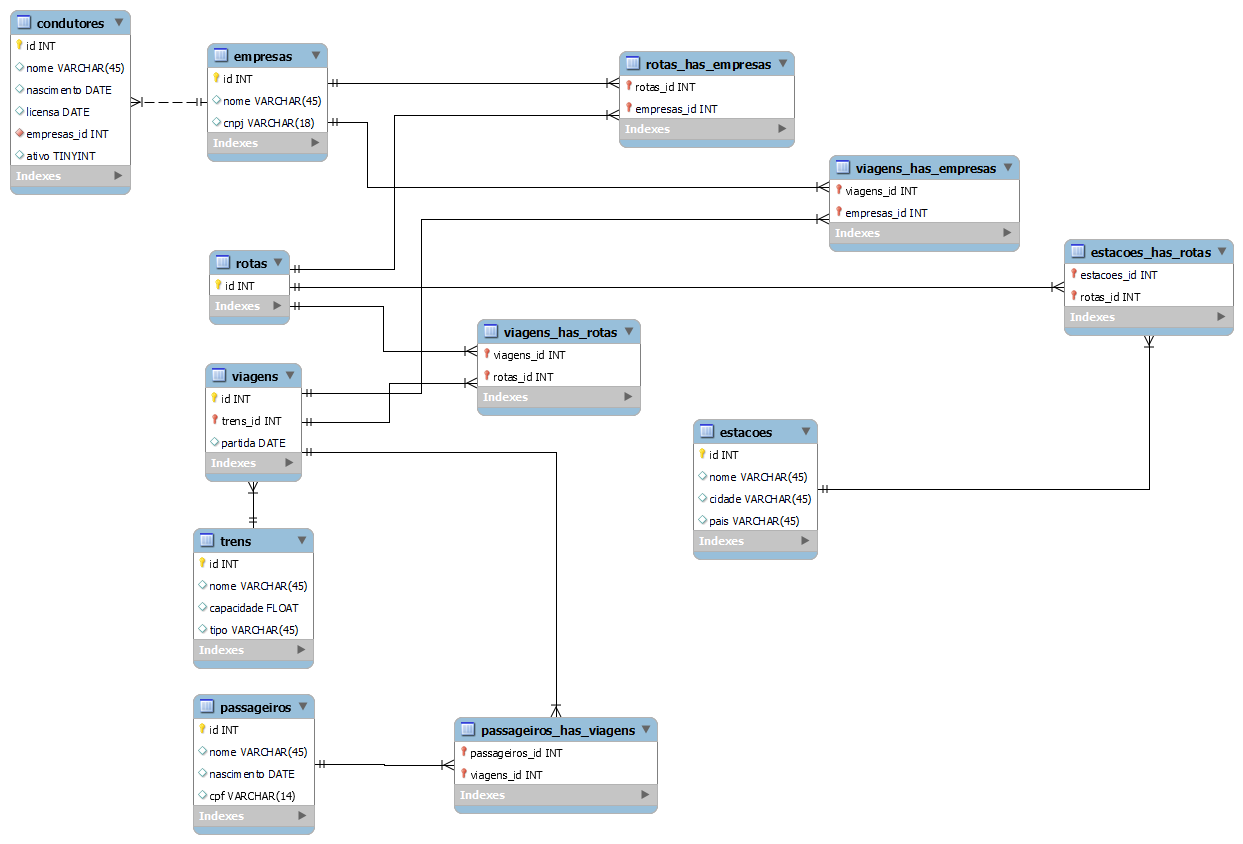 condutores
id INT
nome VARCHAR(45)
nascimento DATE
licensa DATE
empresas_id INT
ativo TINYINT
Indexes
empresas
id INT
nome VARCHAR(45)
cnpj VARCHAR(18)
Indexes
rotas_has_empresas
rotas_id INT
empresas_id INT
Indexes
viagens_has_empresas
viagens_id INT
empresas_id INT
Indexes
estacoes_has_rotas
estacoes_id INT
rotas_id INT
Indexes
rotas
id INT
Indexes
viagens_has_rotas
viagens_id INT
rotas_id INT
Indexes
viagens
id INT
trens_id INT
partida DATE
Indexes
estacoes
id INT
nome VARCHAR(45)
cidade VARCHAR(45)
pais VARCHAR(45)
Indexes
trens
id INT
nome VARCHAR(45)
capacidade FLOAT
tipo VARCHAR(45)
Indexes
passageiros
id INT
nome VARCHAR(45)
nascimento DATE
cpf VARCHAR(14)
Indexes
passageiros_has_viagens
passageiros_id INT
viagens_id INT
Indexes